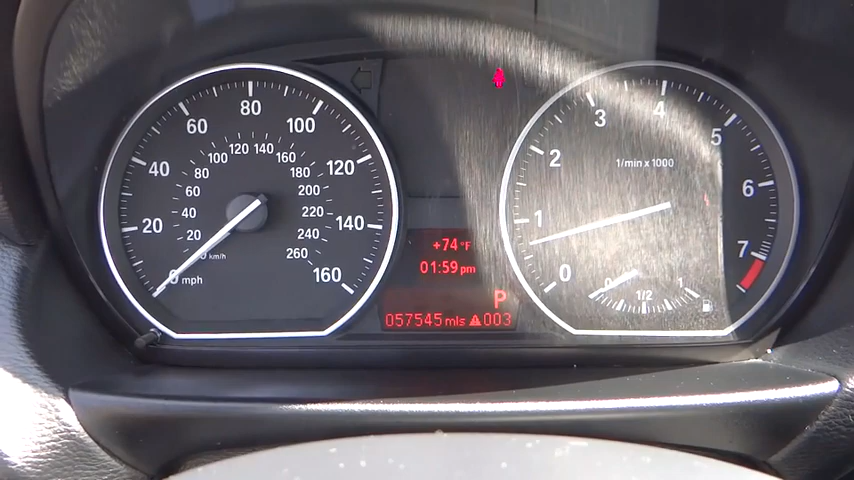 80
60
100
40
120
20
140
0 mph
160
120 140
100 160
80 180
60 200
40 220
20 240
0 km/h 260
+74 °F
01:59 pm
P
057545 mls 003
4
3
5
1/min x 1000
2
6
1
7
0
0 1/2 1